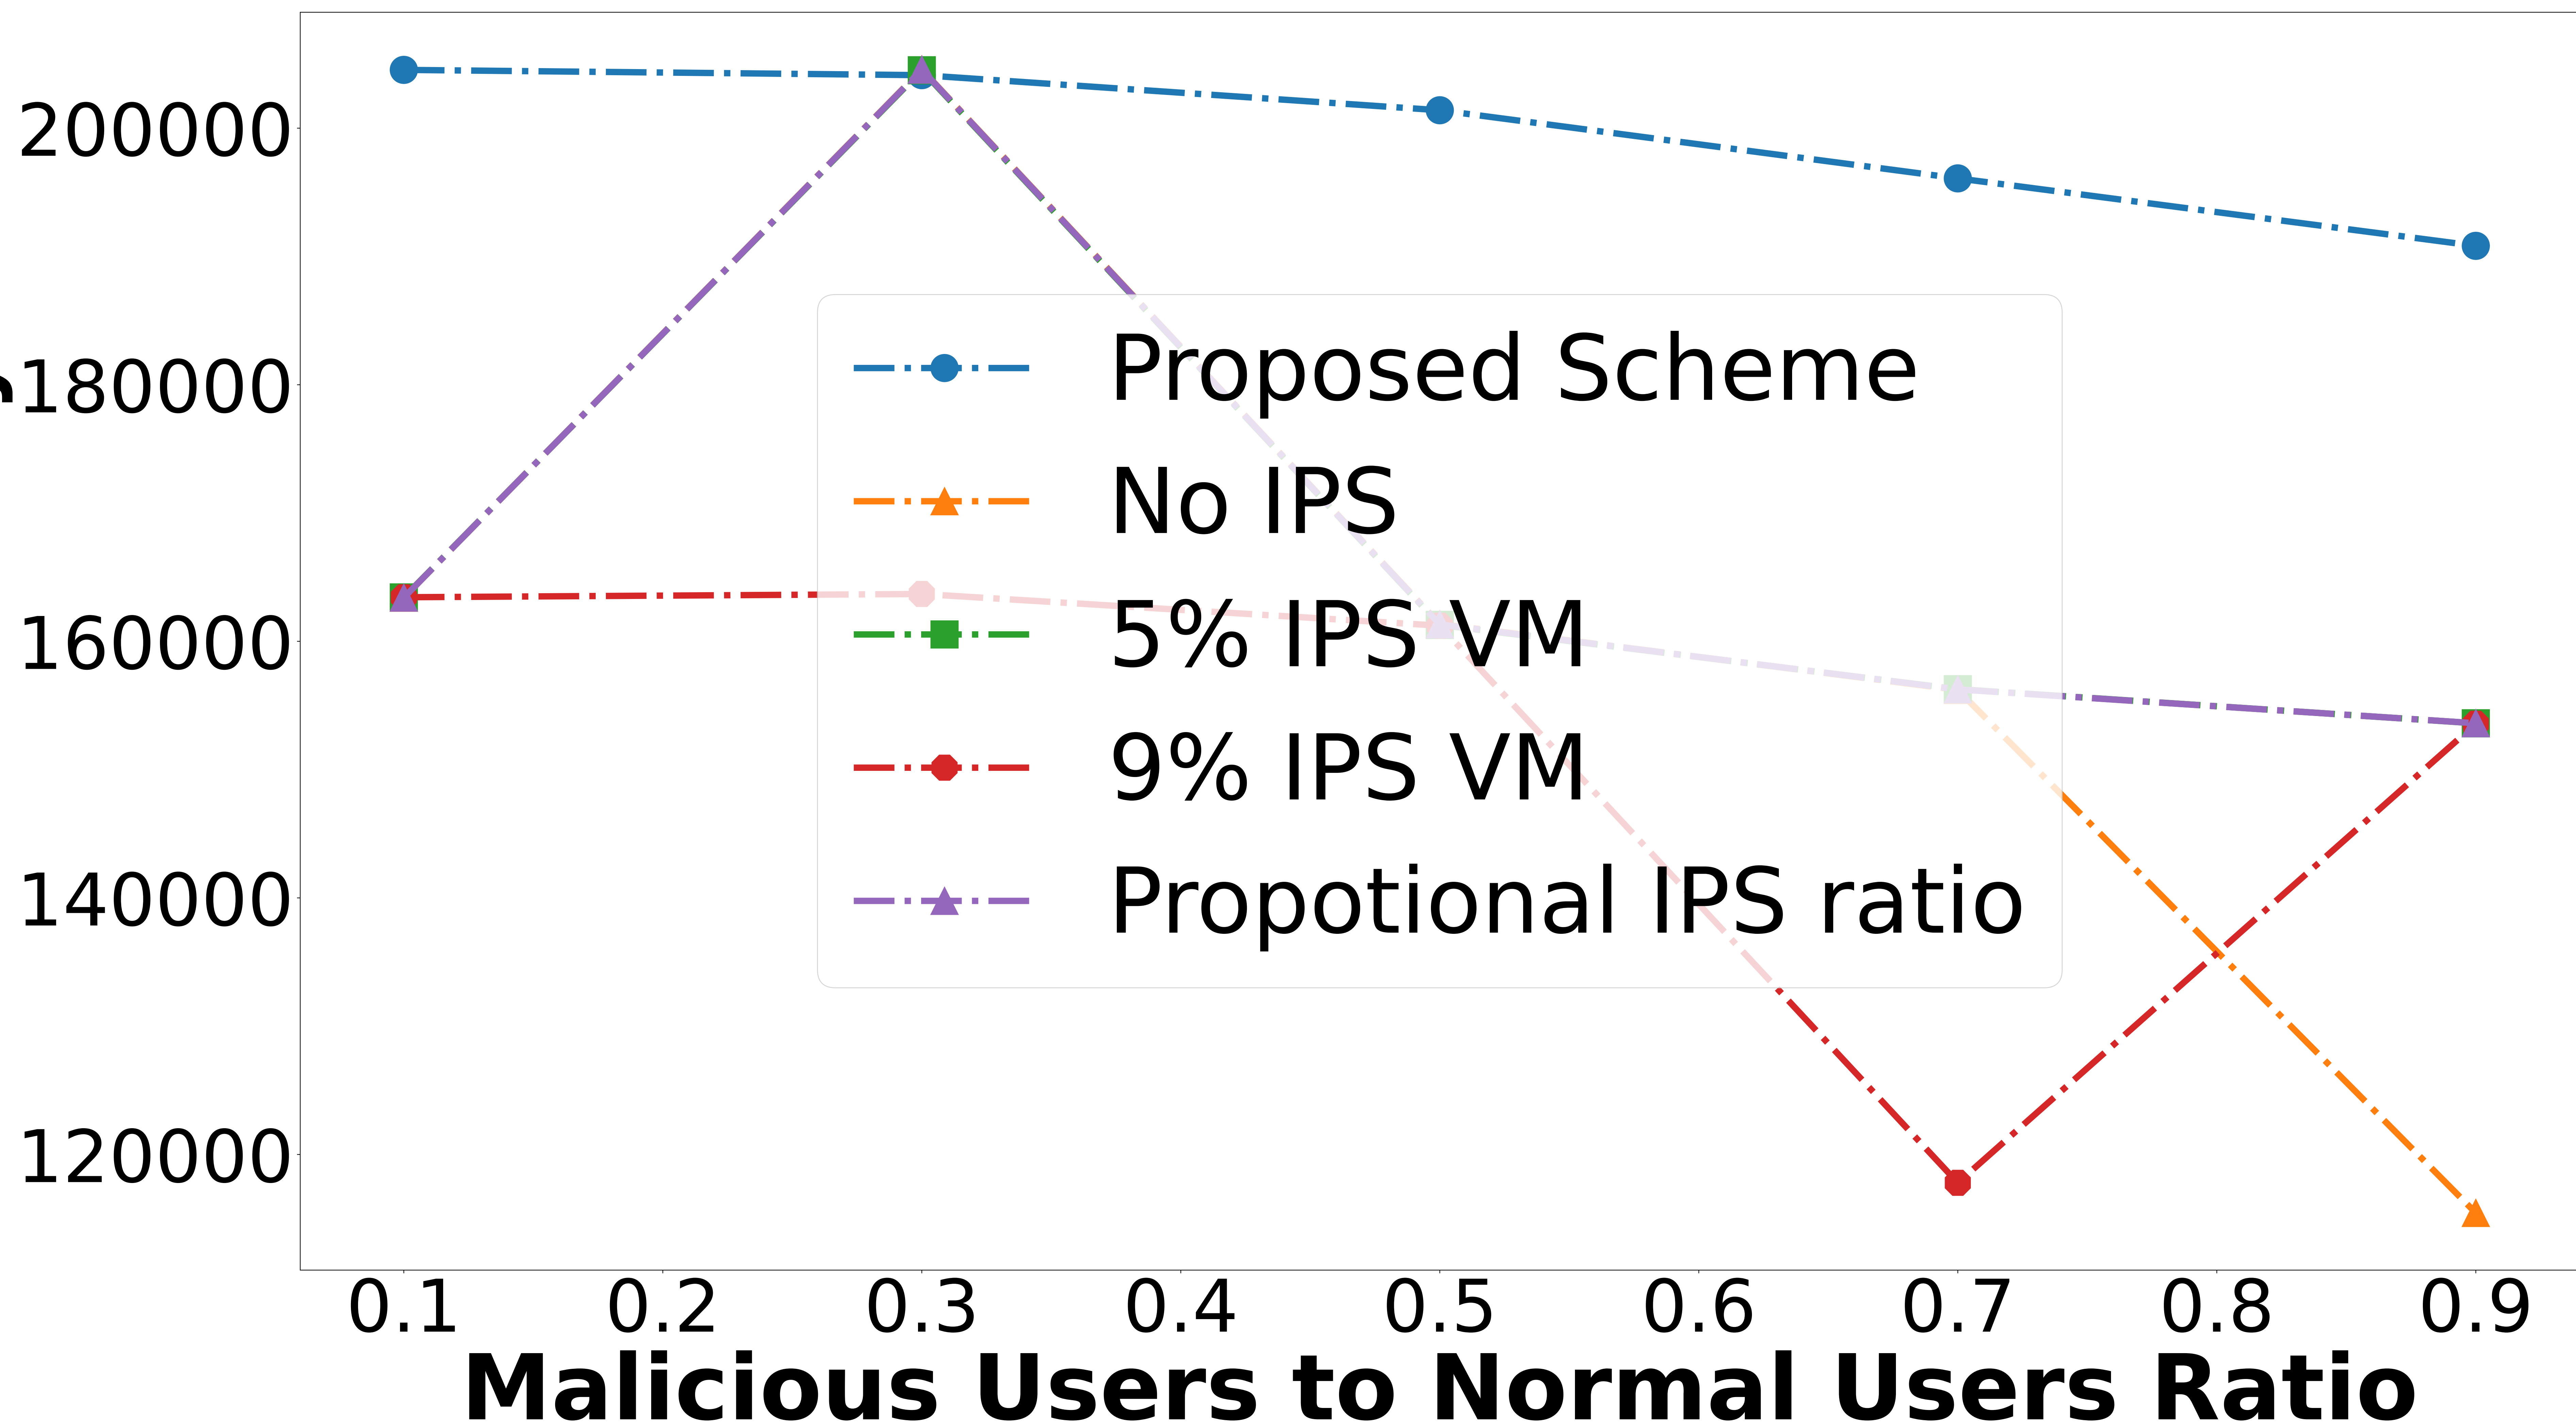 200000
180000
160000
140000
120000
Proposed Scheme
No IPS
5% IPS VM
9% IPS VM
Propotional IPS ratio
0.1 0.2 0.3 0.4 0.5 0.6 0.7 0.8 0.9
Malicious Users to Normal Users Ratio